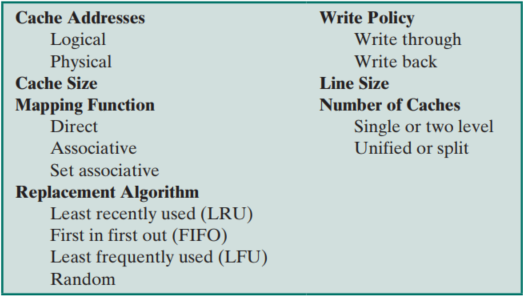 Cache Addresses
Logical
Physical
Cache Size
Mapping Function
Direct
Associative
Set associative
Replacement Algorithm
Least recently used (LRU)
First in first out (FIFO)
Least frequently used (LFU)
Random
Write Policy
Write through
Write back
Line Size
Number of Caches
Single or two level
Unified or split